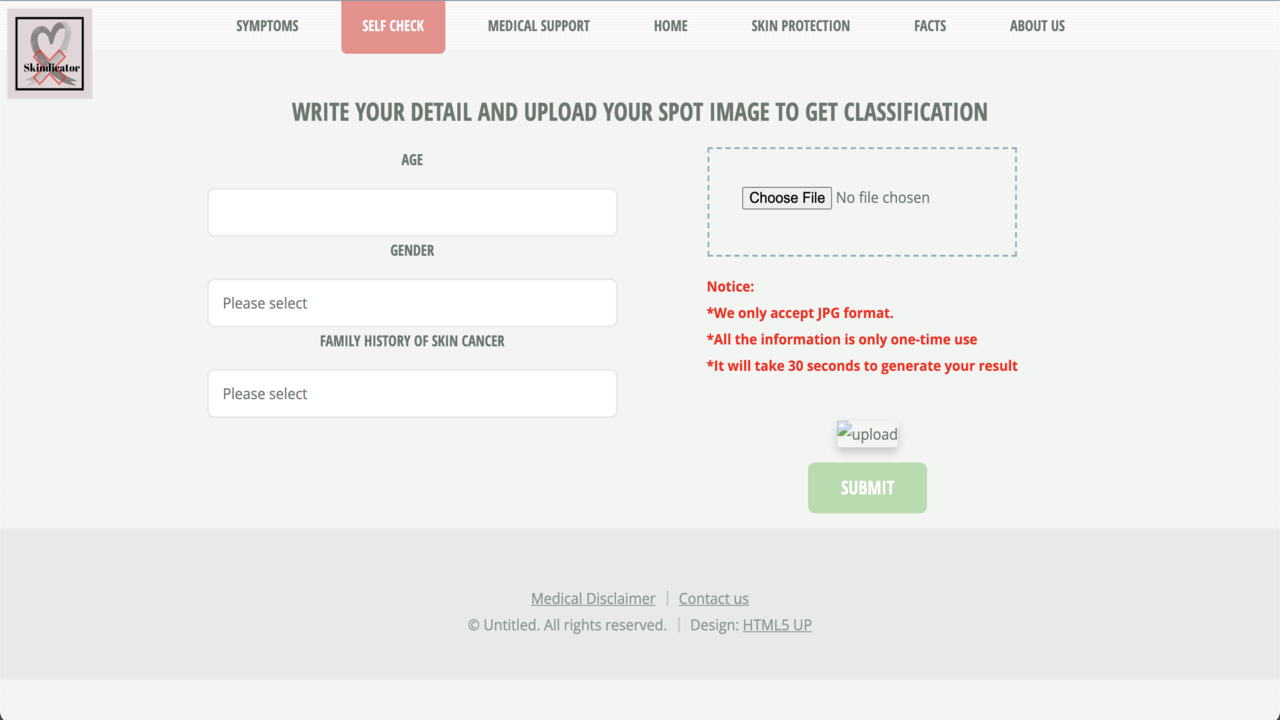 SYMPTOMS SELF CHECK MEDICAL SUPPORT HOME SKIN PROTECTION FACTS ABOUT US
Skindicator
WRITE YOUR DETAIL AND UPLOAD YOUR SPOT IMAGE TO GET CLASSIFICATION
AGE
GENDER
Please select
FAMILY HISTORY OF SKIN CANCER
Please select
Choose File No file chosen
Notice:
*We only accept JPG format.
*All the information is only one-time use
*It will take 30 seconds to generate your result
upload
SUBMIT
Medical Disclaimer | Contact us
© Untitled. All rights reserved. | Design: HTML5 UP